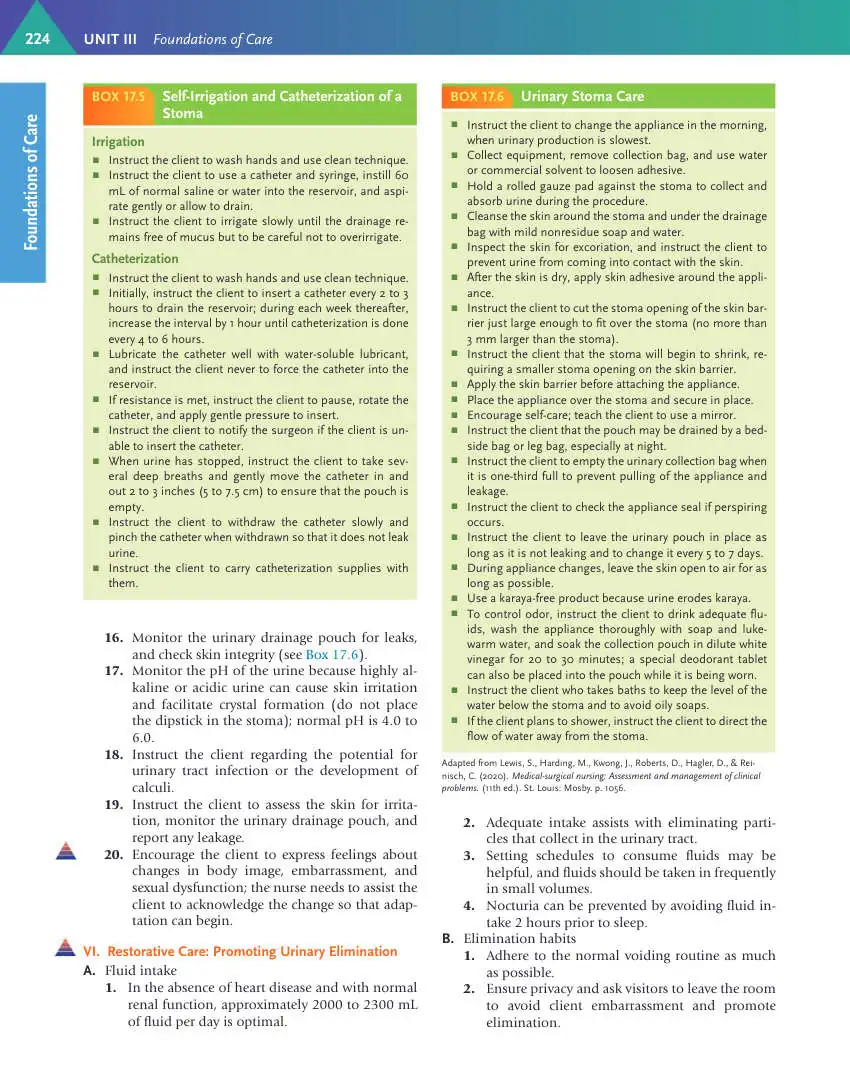 224 UNIT III Foundations of Care
Foundations of Care
BOX 17.5 Self-Irrigation and Catheterization of a
Stoma
Irrigation
■ Instruct the client to wash hands and use clean technique.
■ Instruct the client to use a catheter and syringe, instill 60
mL of normal saline or water into the reservoir, and aspi-
rate gently or allow to drain.
■ Instruct the client to irrigate slowly until the drainage re-
mains free of mucus but to be careful not to overirrigate.
Catheterization
■ Instruct the client to wash hands and use clean technique.
■ Initially, instruct the client to insert a catheter every 2 to 3
hours to drain the reservoir; during each week thereafter,
increase the interval by 1 hour until catheterization is done
every 4 to 6 hours.
■ Lubricate the catheter well with water-soluble lubricant,
and instruct the client never to force the catheter into the
reservoir.
■ If resistance is met, instruct the client to pause, rotate the
catheter, and apply gentle pressure to insert.
■ Instruct the client to notify the surgeon if the client is un-
able to insert the catheter.
■ When urine has stopped, instruct the client to take sev-
eral deep breaths and gently move the catheter in and
out 2 to 3 inches (5 to 7.5 cm) to ensure that the pouch is
empty.
■ Instruct the client to withdraw the catheter slowly and
pinch the catheter when withdrawn so that it does not leak
urine.
■ Instruct the client to carry catheterization supplies with
them.
16. Monitor the urinary drainage pouch for leaks,
and check skin integrity (see Box 17.6).
17. Monitor the pH of the urine because highly al-
kaline or acidic urine can cause skin irritation
and facilitate crystal formation (do not place
the dipstick in the stoma); normal pH is 4.0 to
6.0.
18. Instruct the client regarding the potential for
urinary tract infection or the development of
calculi.
19. Instruct the client to assess the skin for irrita-
tion, monitor the urinary drainage pouch, and
report any leakage.
20. Encourage the client to express feelings about
changes in body image, embarrassment, and
sexual dysfunction; the nurse needs to assist the
client to acknowledge the change so that adap-
tation can begin.
VI. Restorative Care: Promoting Urinary Elimination
A. Fluid intake
1. In the absence of heart disease and with normal
renal function, approximately 2000 to 2300 mL
of fluid per day is optimal.
BOX 17.6 Urinary Stoma Care
■ Instruct the client to change the appliance in the morning,
when urinary production is slowest.
■ Collect equipment, remove collection bag, and use water
or commercial solvent to loosen adhesive.
■ Hold a rolled gauze pad against the stoma to collect and
absorb urine during the procedure.
■ Cleanse the skin around the stoma and under the drainage
bag with mild nonresidue soap and water.
■ Inspect the skin for excoriation, and instruct the client to
prevent urine from coming into contact with the skin.
■ After the skin is dry, apply skin adhesive around the appli-
ance.
■ Instruct the client to cut the stoma opening of the skin bar-
rier just large enough to fit over the stoma (no more than
3 mm larger than the stoma).
■ Instruct the client that the stoma will begin to shrink, re-
quiring a smaller stoma opening on the skin barrier.
■ Apply the skin barrier before attaching the appliance.
■ Place the appliance over the stoma and secure in place.
■ Encourage self-care; teach the client to use a mirror.
■ Instruct the client that the pouch may be drained by a bed-
side bag or leg bag, especially at night.
■ Instruct the client to empty the urinary collection bag when
it is one-third full to prevent pulling of the appliance and
leakage.
■ Instruct the client to check the appliance seal if perspiring
occurs.
■ Instruct the client to leave the urinary pouch in place as
long as it is not leaking and to change it every 5 to 7 days.
■ During appliance changes, leave the skin open to air for as
long as possible.
■ Use a karaya-free product because urine erodes karaya.
■ To control odor, instruct the client to drink adequate flu-
ids, wash the appliance thoroughly with soap and luke-
warm water, and soak the collection pouch in dilute white
vinegar for 20 to 30 minutes; a special deodorant tablet
can also be placed into the pouch while it is being worn.
■ Instruct the client who takes baths to keep the level of the
water below the stoma and to avoid oily soaps.
■ If the client plans to shower, instruct the client to direct the
flow of water away from the stoma.
Adapted from Lewis, S., Harding, M., Kwong, J., Roberts, D., Hagler, D., & Rei-
nisch, C. (2020). Medical-surgical nursing: Assessment and management of clinical
problems. (11th ed.). St. Louis: Mosby. p. 1056.
2. Adequate intake assists with eliminating parti-
cles that collect in the urinary tract.
3. Setting schedules to consume fluids may be
helpful, and fluids should be taken in frequently
in small volumes.
4. Nocturia can be prevented by avoiding fluid in-
take 2 hours prior to sleep.
B. Elimination habits
1. Adhere to the normal voiding routine as much
as possible.
2. Ensure privacy and ask visitors to leave the room
to avoid client embarrassment and promote
elimination.